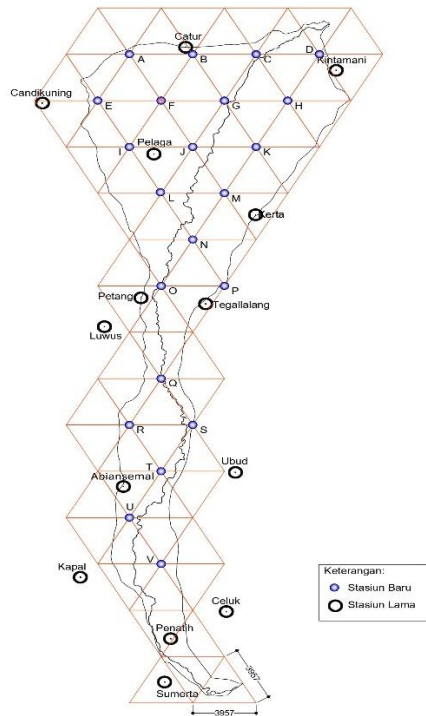 Catur
A
B
C
D
Kintamani
Candikuning
E
F
G
H
I
Pelaga
J
K
L
M
Kerta
N
O
P
Petang
Tegallalang
Luwus
Q
R
S
T
Ubud
Abiansemal
U
Keterangan:
Stasiun Baru
Stasiun Lama
V
Kapal
Celuk
Penatih
3957
Sumerta
3957